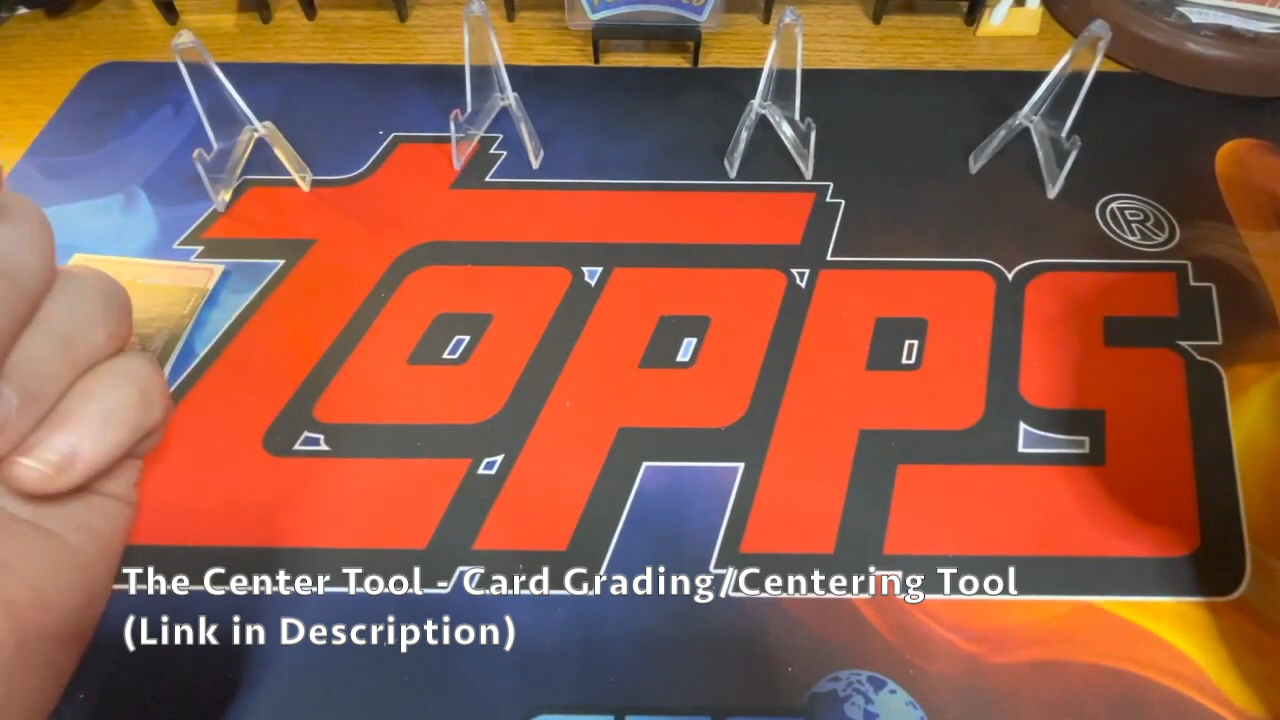 Topps
®
The Center Tool - Card Grading/Centering Tool
(Link in Description)